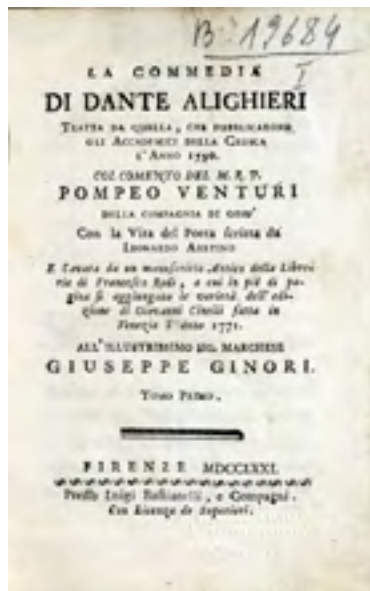 B: 19684
I
LA COMMEDIA
DI DANTE ALIGHIERI
TRATTA DA QUELLA, CHE PUBBLICARONO
GLI ACCADEMICI DELLA CRUSCA
L'ANNO 1590.
COL COMENTO DEL M. R. P.
POMPEO VENTURI
DELLA COMPAGNIA DI GESU'
Con la Vita del Poeta scritta da
LEONARDO ARETINO
E Cavata da un manoscritto Antico della Libre
ria di Francesco Redi, a cui in piè di pa-
gina si aggiungono le varietà dell'edi-
zione di Giovanni fatta in
Venezia L'anno 1771.
ALL'ILLUSTRISSIMO SIG. MARCHESE
GIUSEPPE GINORI.
TOMO PRIMO.
FIRENZE MDCCLXXI.
Presso Luigi Bastianelli, e Compagni.
Con Licenza de Superiori.